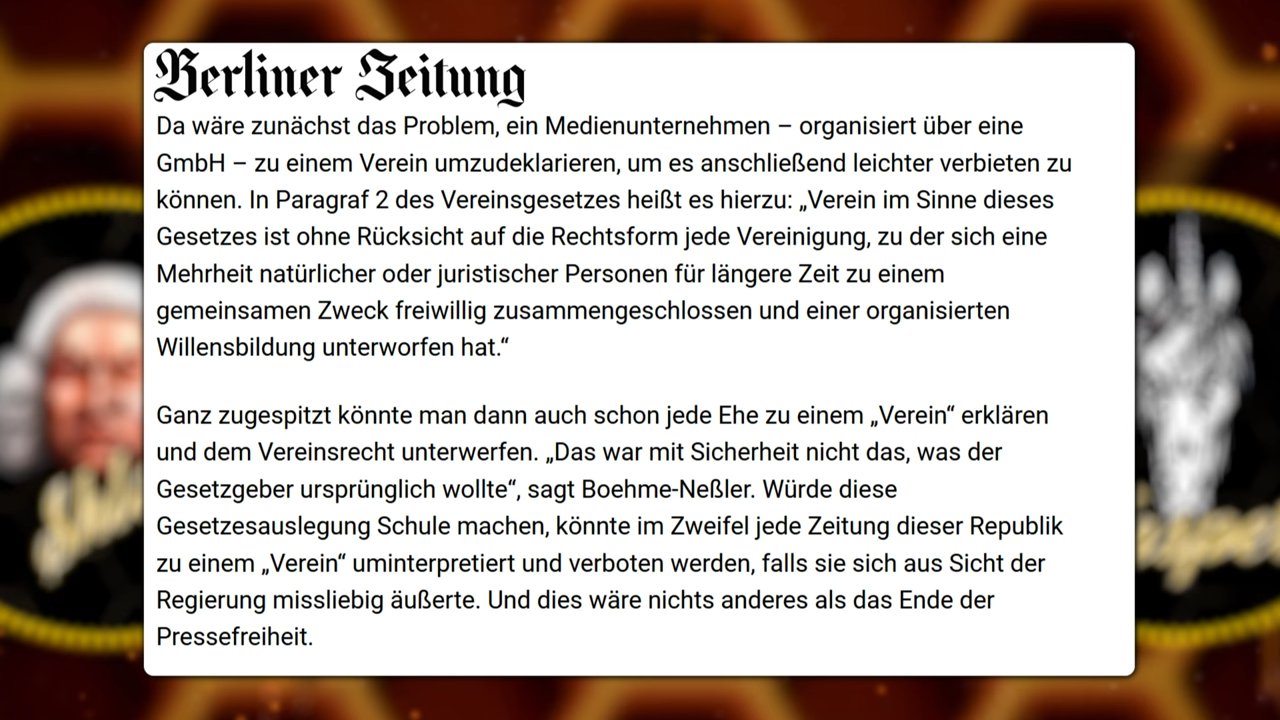 Berliner Zeitung
Da wäre zunächst das Problem, ein Medienunternehmen – organisiert über eine
GmbH – zu einem Verein umzudeklarieren, um es anschließend leichter verbieten zu
können. In Paragraf 2 des Vereinsgesetzes heißt es hierzu: „Verein im Sinne dieses
Gesetzes ist ohne Rücksicht auf die Rechtsform jede Vereinigung, zu der sich eine
Mehrheit natürlicher oder juristischer Personen für längere Zeit zu einem
gemeinsamen Zweck freiwillig zusammengeschlossen und einer organisierten
Willensbildung unterworfen hat.“
Ganz zugespitzt könnte man dann auch schon jede Ehe zu einem „Verein“ erklären
und dem Vereinsrecht unterwerfen. „Das war mit Sicherheit nicht das, was der
Gesetzgeber ursprünglich wollte“, sagt Boehme-Neßler. Würde diese
Gesetzesauslegung Schule machen, könnte im Zweifel jede Zeitung dieser Republik
zu einem „Verein“ uminterpretiert und verboten werden, falls sie sich aus Sicht der
Regierung missliebig äußerte. Und dies wäre nichts anderes als das Ende der
Pressefreiheit.